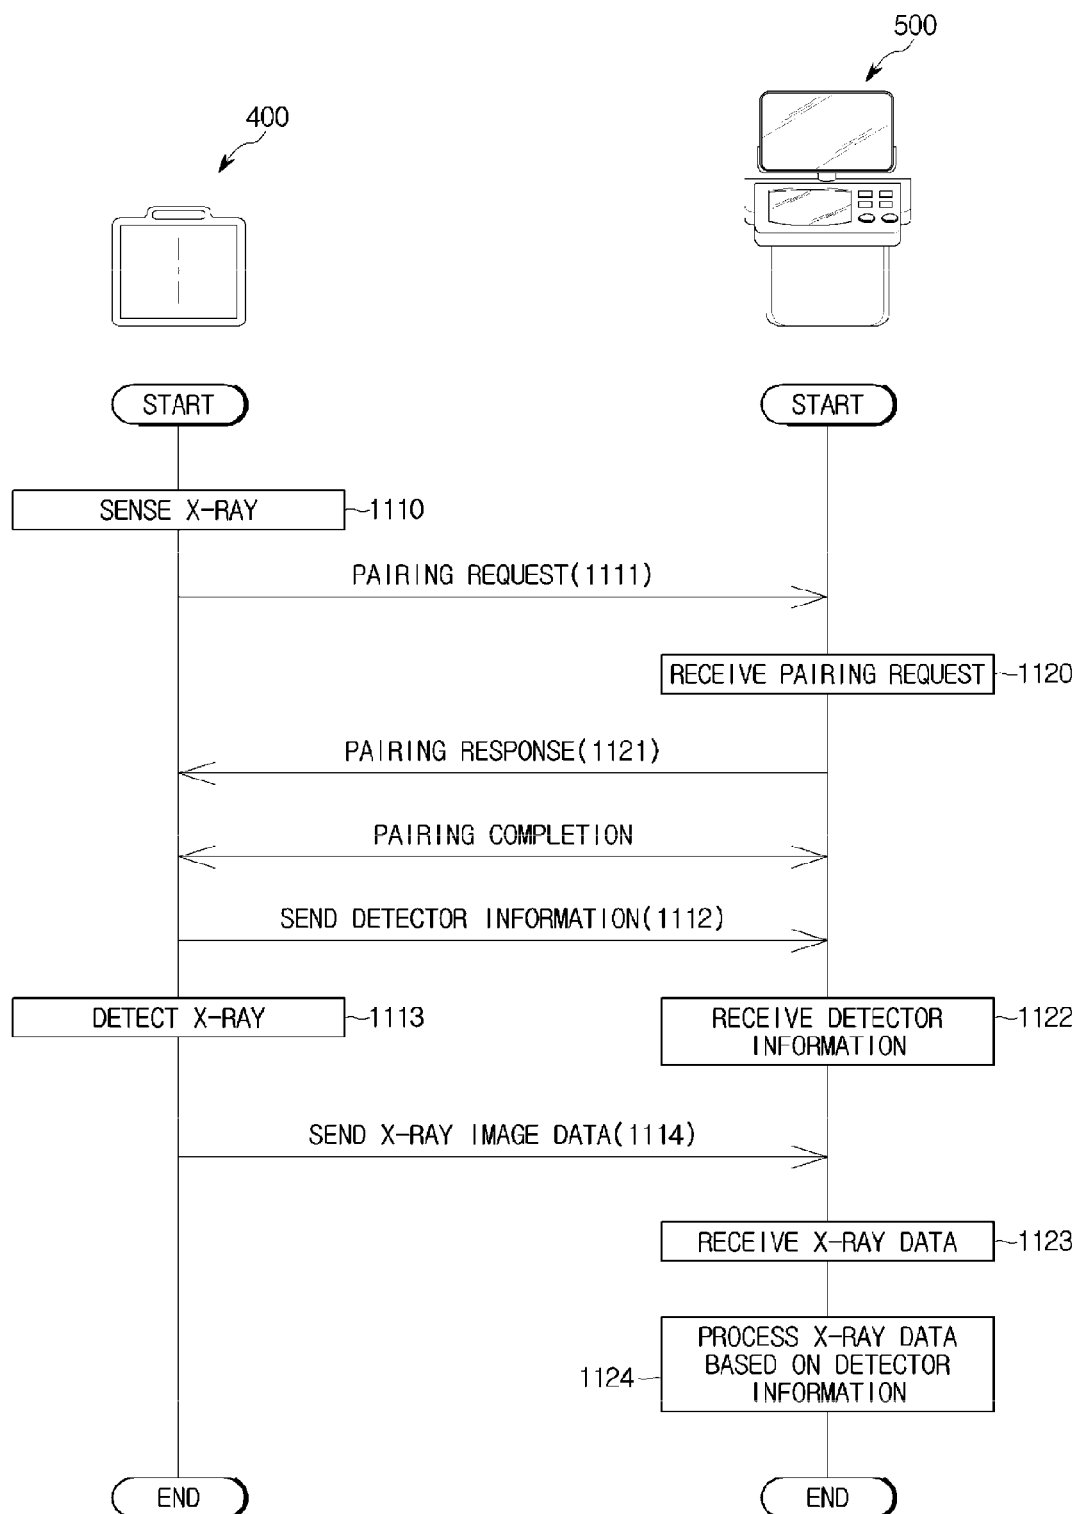 500
400
START
START
SENSE X-RAY
1110
PAIRING REQUEST(1111)
RECEIVE PAIRING REQUEST
1120
PAIRING RESPONSE(1121)
PAIRING COMPLETION
SEND DETECTOR INFORMATION(1112)
DETECT X-RAY
1113
RECEIVE DETECTOR
INFORMATION
1122
SEND X-RAY IMAGE DATA(1114)
RECEIVE X-RAY DATA
1123
PROCESS X-RAY DATA
BASED ON DETECTOR
INFORMATION
1124
END
END